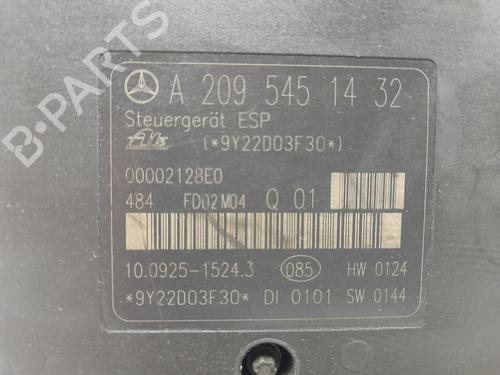 B-PARTS
A 209 545 14 32
Steuergerät ESP
Ate (*9Y22D03F30*)
00002128E0
484 FD02M04 Q 01
10.0925-1524.3 085 HW 0124
*9Y22D03F30* DI 0101 SW 0144